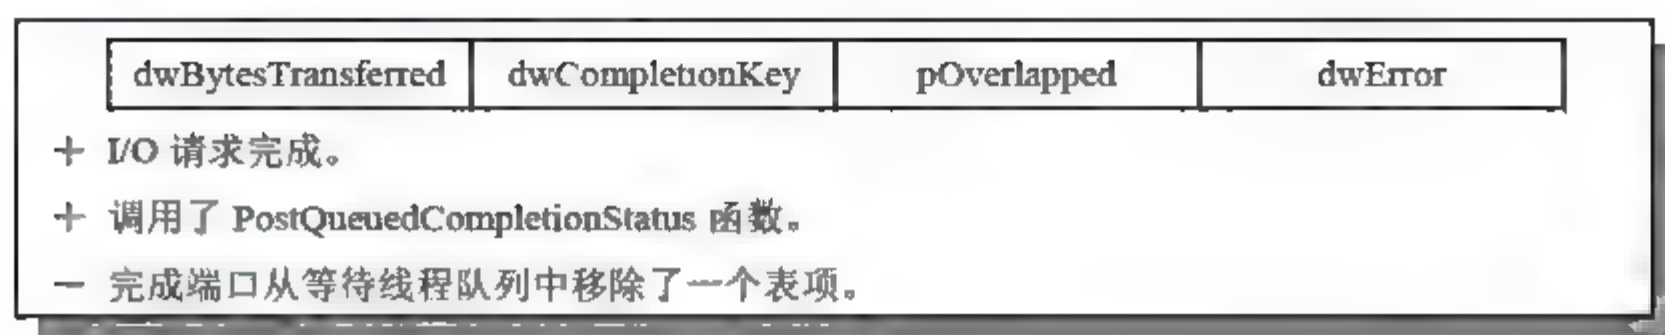 dwBytesTransferred dwCompletionKey pOverlapped dwError
+ I/O 请求完成。
+ 调用了 PostQueuedCompletionStatus 函数。
− 完成端口从等待线程队列中移除了一个表项。